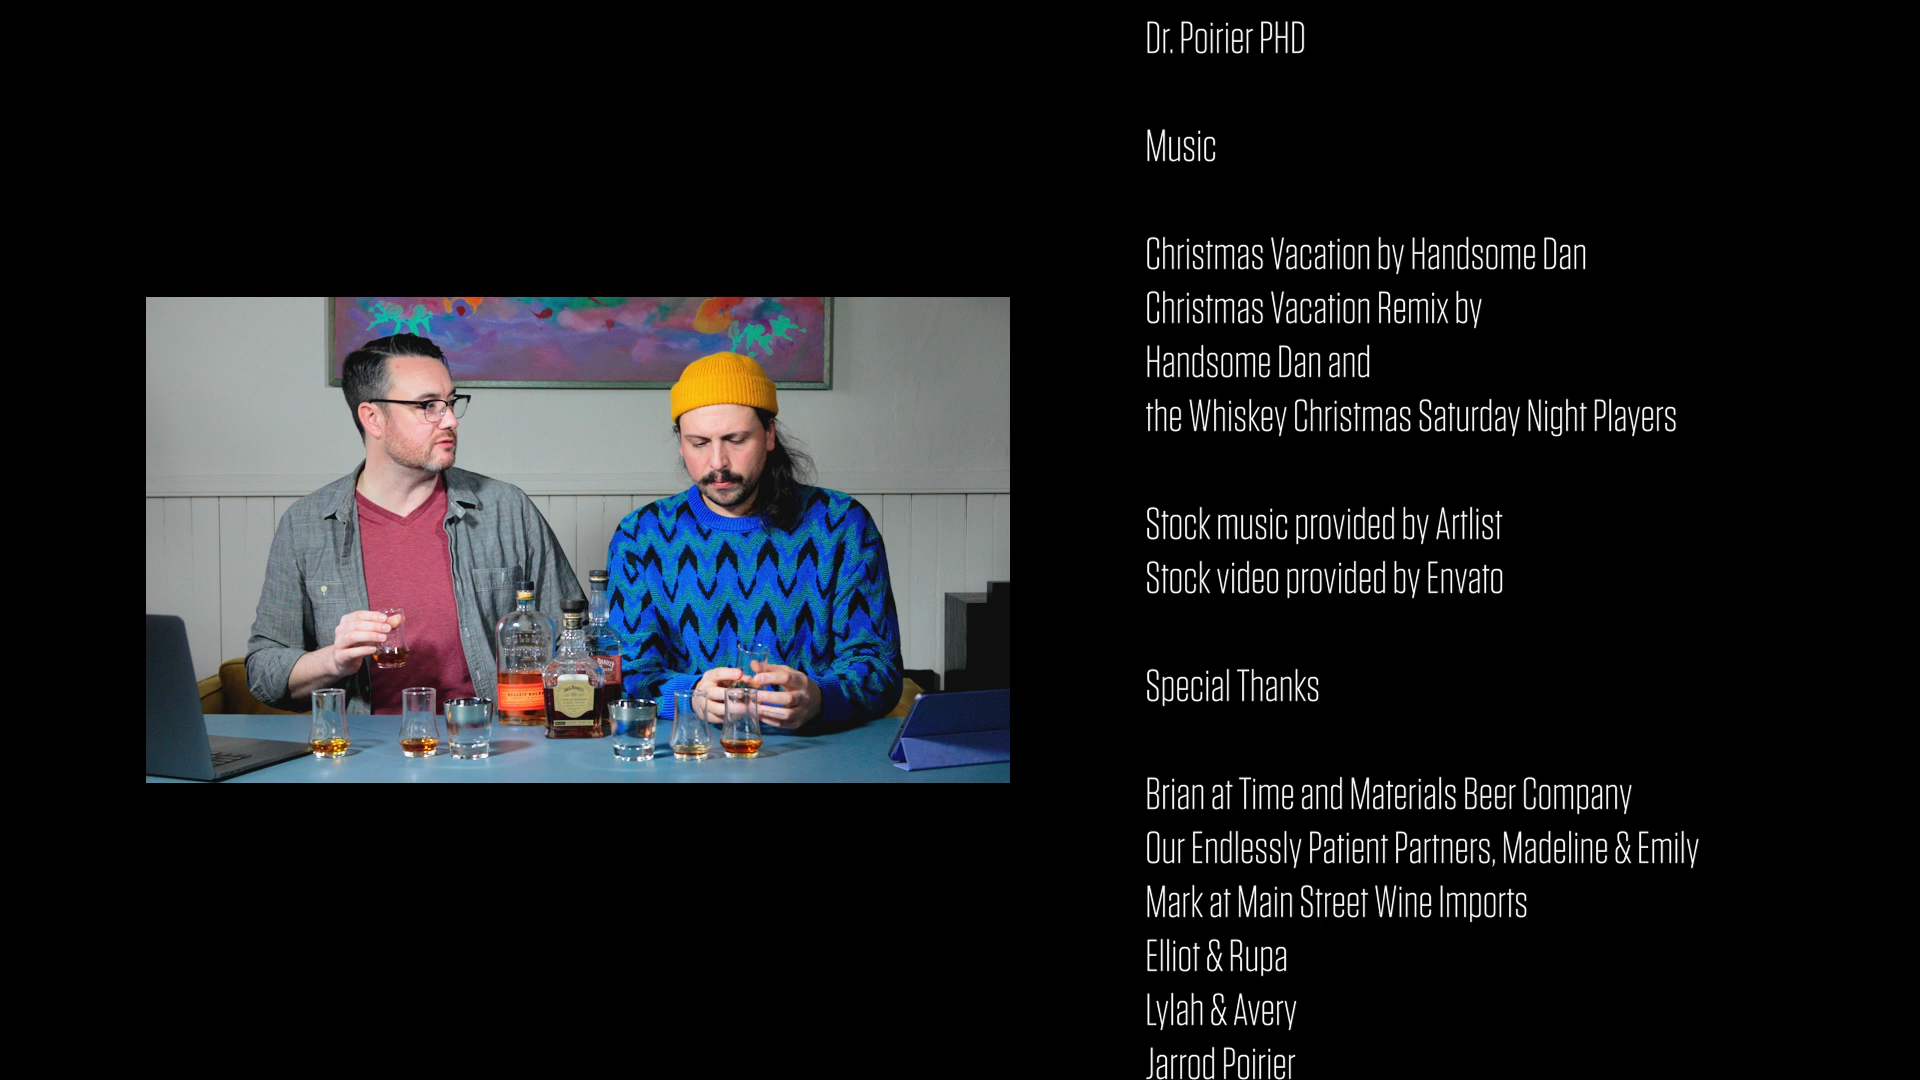 Dr. Poirier PHD
Music
Christmas Vacation by Handsome Dan
Christmas Vacation Remix by
Handsome Dan and
the Whiskey Christmas Saturday Night Players
Stock music provided by Artlist
Stock video provided by Envato
Special Thanks
Brian at Time and Materials Beer Company
Our Endlessly Patient Partners, Madeline & Emily
Mark at Main Street Wine Imports
Elliot & Rupa
Lylah & Avery
Jarrod Poirier